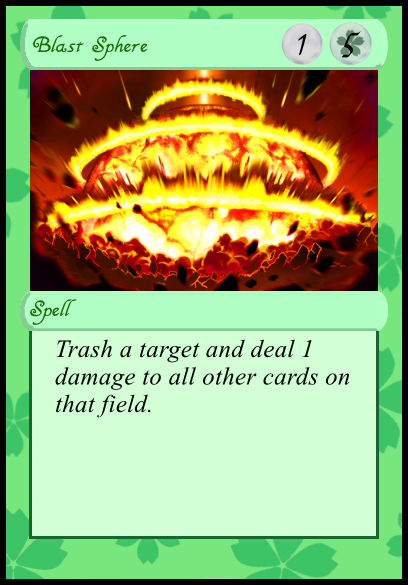 Blast Sphere 1 5
Spell
Trash a target and deal 1
damage to all other cards on
that field.